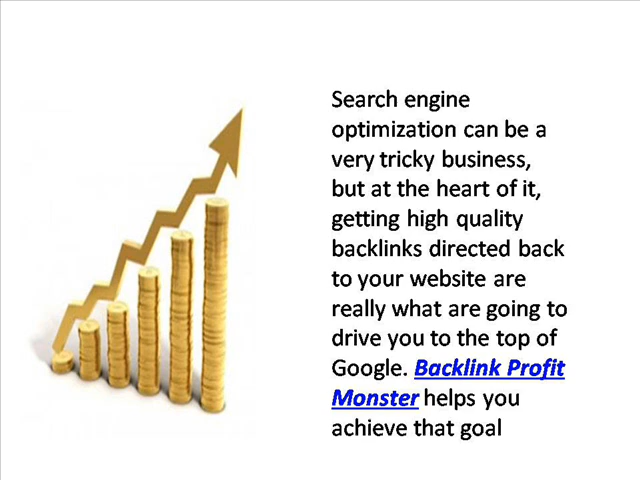 Search engine
optimization can be a
very tricky business,
but at the heart of it,
getting high quality
backlinks directed back
to your website are
really what are going to
drive you to the top of
Google. Backlink Profit
Monster helps you
achieve that goal